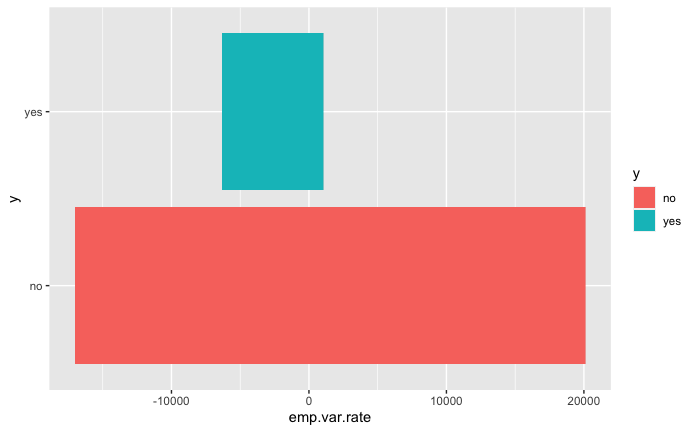 yes
no
y
-10000
0
10000
20000
emp.var.rate
y
no
yes